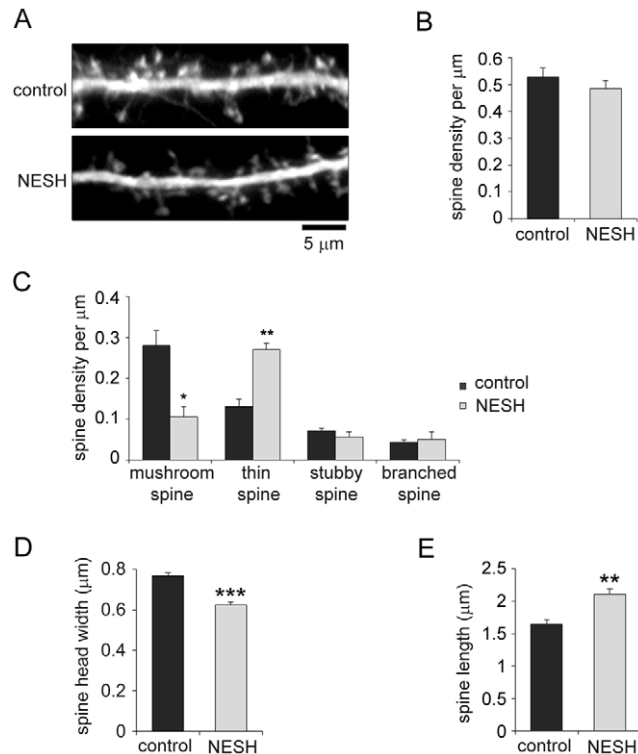 A
control
NESH
5 μm
B
spine density per μm
0.6
0.5
0.4
0.3
0.2
0.1
0
control NESH
C
spine density per μm
0.4
0.3
0.2
0.1
0
*
**
mushroom spine
thin spine
stubby spine
branched spine
control
NESH
D
spine head width (μm)
0.8
0.6
0.4
0.2
0
***
control NESH
E
spine length (μm)
2.5
2
1.5
1
0.5
0
**
control NESH